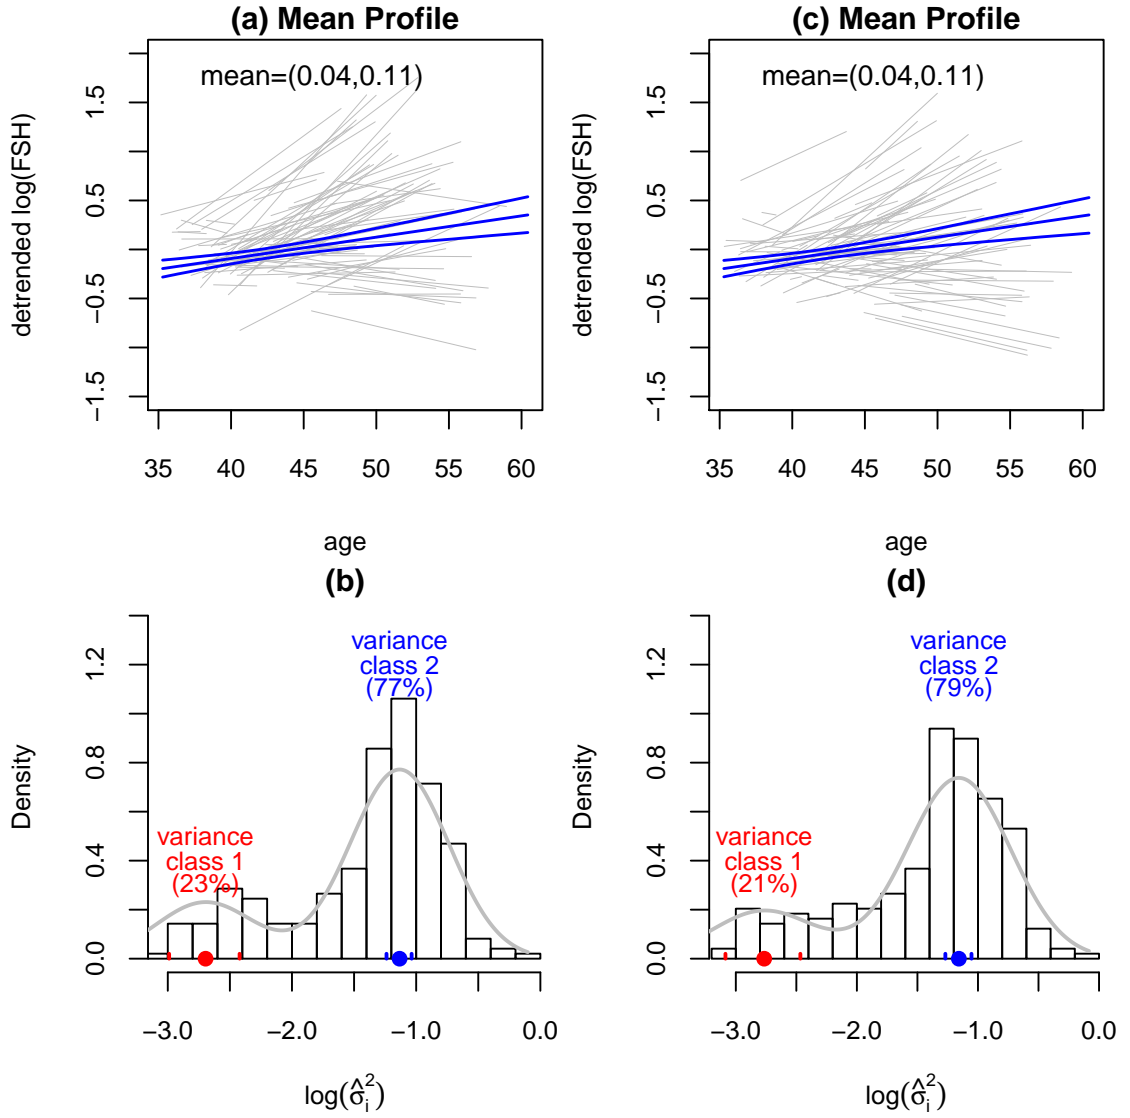 (a) Mean Profile
mean=(0.04,0.11)
detrended log(FSH)
−1.5 −0.5 0.5 1.5
35 40 45 50 55 60
age
(c) Mean Profile
mean=(0.04,0.11)
detrended log(FSH)
−1.5 −0.5 0.5 1.5
35 40 45 50 55 60
age
(b)
variance
class 2
(77%)
variance
class 1
(23%)
Density
0.0 0.4 0.8 1.2
−3.0 −2.0 −1.0 0.0
log(σ̂²ᵢ)
(d)
variance
class 2
(79%)
variance
class 1
(21%)
Density
0.0 0.4 0.8 1.2
−3.0 −2.0 −1.0 0.0
log(σ̂²ᵢ)